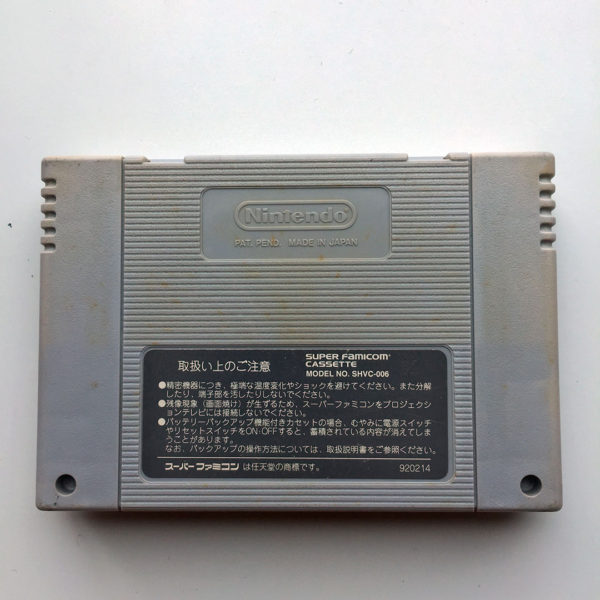 Nintendo
PAT. PEND. MADE IN JAPAN
取扱い上のご注意
SUPER FAMICOM
CASSETTE
MODEL NO. SHVC-006
●精密機器につき、極端な温度変化やショックを避けてください。また分解
したり、端子部を汚したりしないでください。
●残像現象(画面焼け)が生ずるため、スーパーファミコンをプロジェクシ
ョンテレビには接続しないでください。
●バッテリーバックアップ機能付きカセットの場合、むやみに電源スイッチ
やリセットスイッチをON・OFFすると、蓄積されている内容が消えてしま
うことがあります。
なお、バックアップの操作方法については、取扱説明書をご参照ください。
スーパーファミコンは任天堂の商標です。
920214